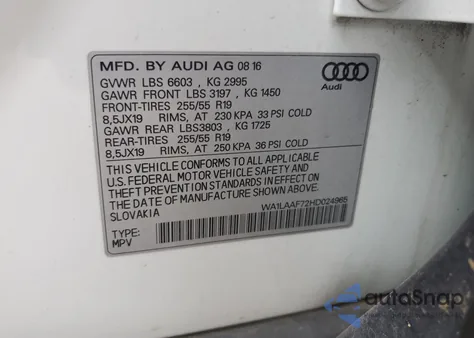 MFD. BY AUDI AG 08 16
GVWR LBS 6603 , KG 2995
GAWR FRONT LBS 3197 , KG 1450
FRONT-TIRES 255/55 R19
8,5JX19 RIMS, AT 230 KPA 33 PSI COLD
GAWR REAR LBS3803 , KG 1725
REAR-TIRES 255/55 R19
8,5JX19 RIMS, AT 250 KPA 36 PSI COLD
THIS VEHICLE CONFORMS TO ALL APPLICABLE
U.S. FEDERAL MOTOR VEHICLE SAFETY AND
THEFT PREVENTION STANDARDS IN EFFECT ON
THE DATE OF MANUFACTURE SHOWN ABOVE.
SLOVAKIA
WA1LAAF72HD024965
TYPE:
MPV
Audi
autoSnap